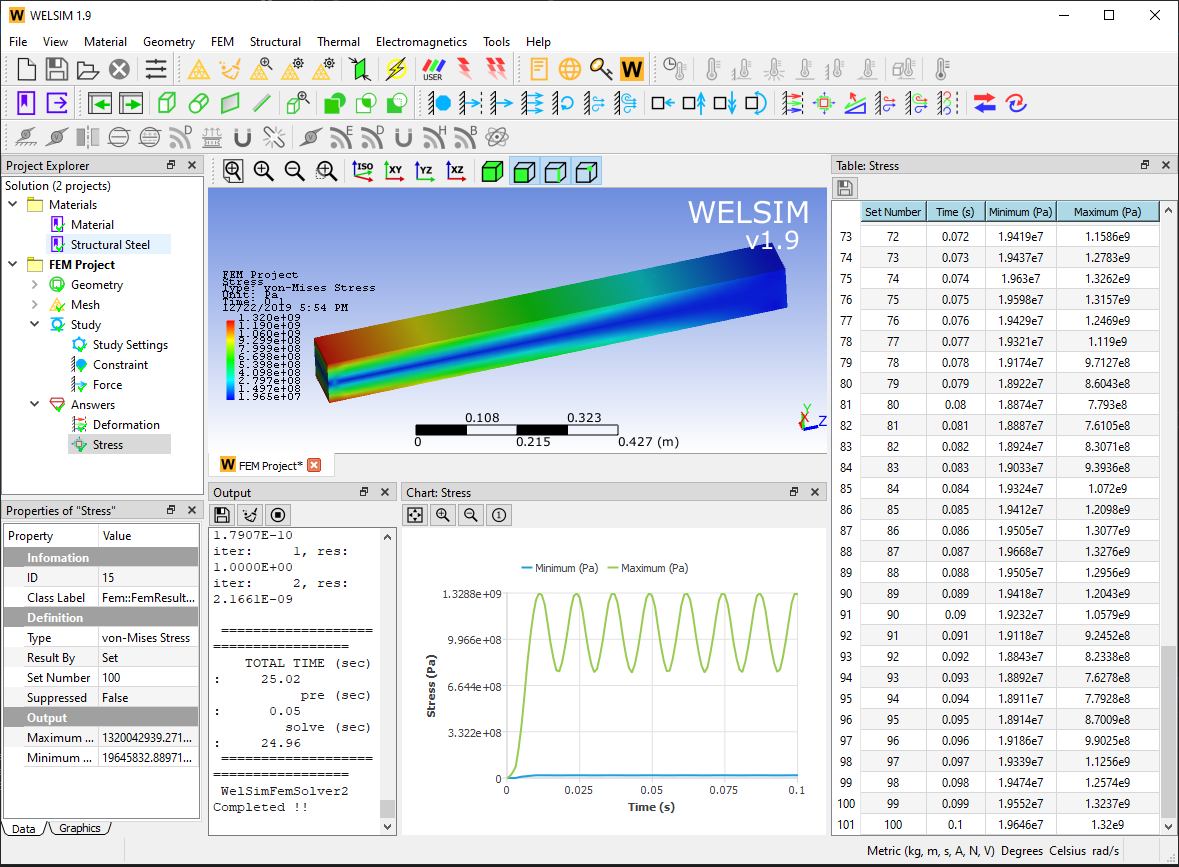 WELSIM 1.9
File View Material Geometry FEM Structural Thermal Electromagnetics Tools Help
USER
W
D E D H B
Project Explorer
Solution (2 projects)
Materials
Material
Structural Steel
FEM Project
Geometry
Mesh
Study
Study Settings
Constraint
Force
Answers
Deformation
Stress
Properties of "Stress"
Property Value
Infomation
ID 15
Class Label Fem::FemResult...
Definition
Type von-Mises Stress
Result By Set
Set Number 100
Suppressed False
Output
Maximum ... 1320042939.271...
Minimum ... 19645832.88971...
Data Graphics
ISO XY YZ XZ
WELSIM
v1.9
FEM Project
Stress
Type: von-Mises Stress
Unit: Pa
Time: 0.1
12/22/2019 5:54 PM
1.320e+09
1.190e+09
1.060e+09
9.299e+08
7.999e+08
6.698e+08
5.398e+08
4.098e+08
2.797e+08
1.497e+08
1.965e+07
0.108 0.323
0 0.215 0.427 (m)
Y
X
Z
FEM Project*
Output
1.7907E-10
iter: 1, res:
1.0000E+00
iter: 2, res:
2.1661E-09
====================
==================
TOTAL TIME (sec)
: 25.02
pre (sec)
: 0.05
solve (sec)
: 24.96
====================
==================
WelSimFemSolver2
Completed !!
Chart: Stress
Minimum (Pa) Maximum (Pa)
1.3288e+09
9.966e+08
6.644e+08
3.322e+08
0
Stress (Pa)
0 0.025 0.05 0.075 0.1
Time (s)
Table: Stress
Set Number Time (s) Minimum (Pa) Maximum (Pa)
73 72 0.072 1.9419e7 1.1586e9
74 73 0.073 1.9437e7 1.2783e9
75 74 0.074 1.963e7 1.3262e9
76 75 0.075 1.9598e7 1.3157e9
77 76 0.076 1.9429e7 1.2469e9
78 77 0.077 1.9321e7 1.119e9
79 78 0.078 1.9174e7 9.7127e8
80 79 0.079 1.8922e7 8.6043e8
81 80 0.08 1.8874e7 7.793e8
82 81 0.081 1.8887e7 7.6105e8
83 82 0.082 1.8924e7 8.3071e8
84 83 0.083 1.9033e7 9.3936e8
85 84 0.084 1.9324e7 1.072e9
86 85 0.085 1.9412e7 1.2098e9
87 86 0.086 1.9505e7 1.3077e9
88 87 0.087 1.9668e7 1.3276e9
89 88 0.088 1.9505e7 1.2956e9
90 89 0.089 1.9418e7 1.2043e9
91 90 0.09 1.9232e7 1.0579e9
92 91 0.091 1.9118e7 9.2452e8
93 92 0.092 1.8843e7 8.2338e8
94 93 0.093 1.8892e7 7.6278e8
95 94 0.094 1.8911e7 7.7928e8
96 95 0.095 1.8914e7 8.7009e8
97 96 0.096 1.9186e7 9.9025e8
98 97 0.097 1.9339e7 1.1256e9
99 98 0.098 1.9474e7 1.2574e9
100 99 0.099 1.9552e7 1.3237e9
101 100 0.1 1.9646e7 1.32e9
Metric (kg, m, s, A, N, V) Degrees Celsius rad/s